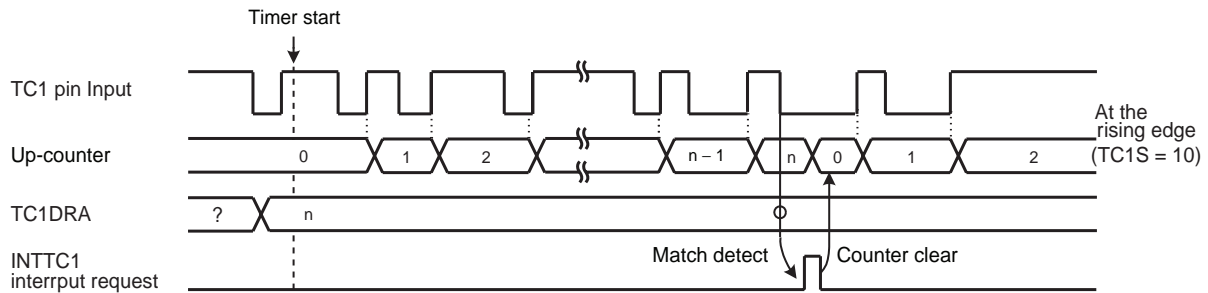 Timer start
TC1 pin Input
At the
rising edge
(TC1S = 10)
Up-counter
0
1
2
n – 1
n
0
1
2
TC1DRA
?
n
Match detect
Counter clear
INTTC1
interrput request